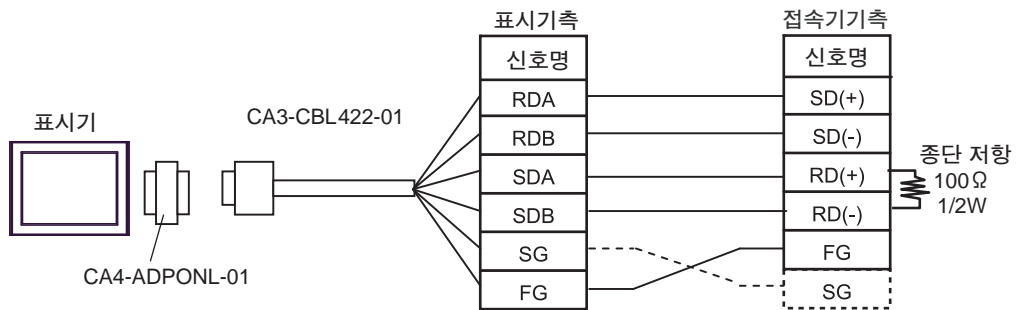 표시기측
접속기기측
신호명
신호명
RDA
SD(+)
CA3-CBL422-01
표시기
RDB
SD(-)
종단 저항
100Ω
1/2W
SDA
RD(+)
SDB
RD(-)
SG
FG
CA4-ADPONL-01
FG
SG